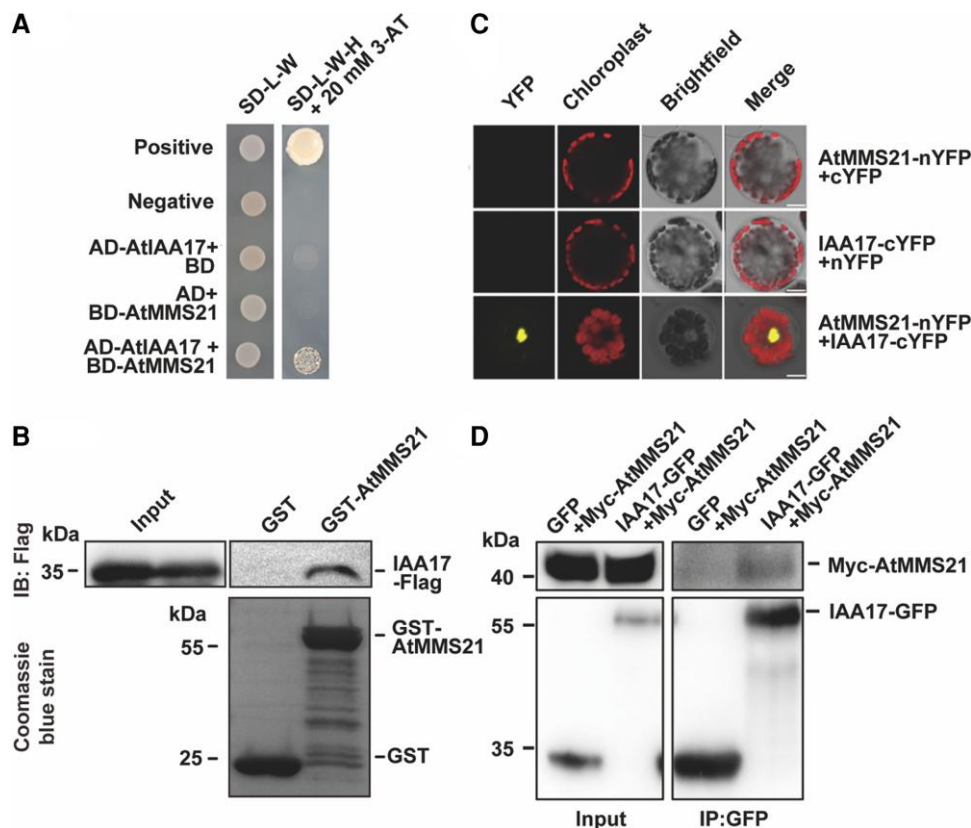 A
SD-L-W
SD-L-W-H
+ 20 mM 3-AT
Positive
Negative
AD-AtIAA17+
BD
AD+
BD-AtMMS21
AD-AtIAA17 +
BD-AtMMS21
C
YFP
Chloroplast
Brightfield
Merge
AtMMS21-nYFP
+cYFP
IAA17-cYFP
+nYFP
AtMMS21-nYFP
+IAA17-cYFP
B
Input
GST
GST-AtMMS21
IB: Flag
kDa
35
IAA17
-Flag
Coomassie
blue stain
kDa
55
25
GST-
AtMMS21
GST
D
GFP
+Myc-AtMMS21
IAA17-GFP
+Myc-AtMMS21
GFP
+Myc-AtMMS21
IAA17-GFP
+Myc-AtMMS21
kDa
40
Myc-AtMMS21
55
IAA17-GFP
35
Input
IP:GFP